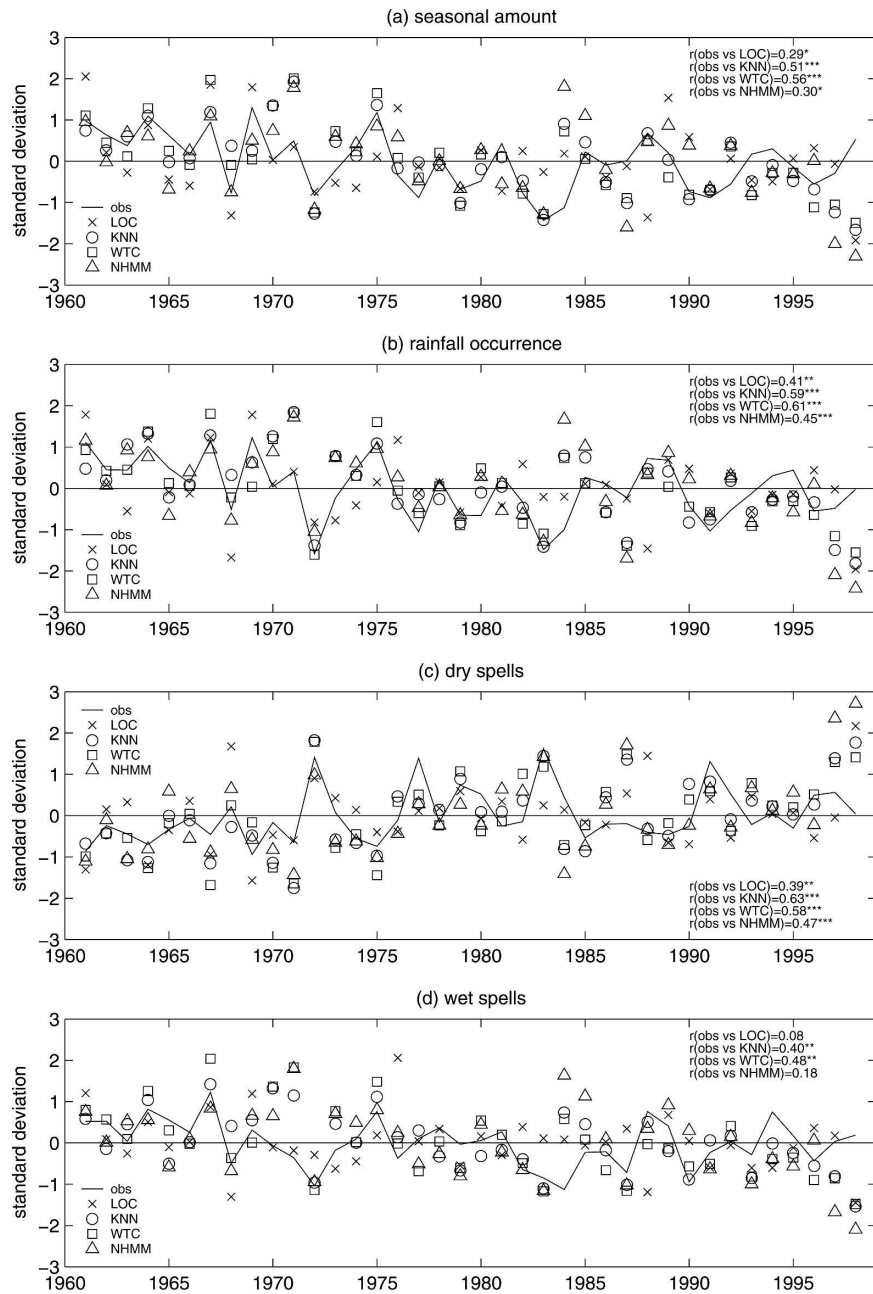 (a) seasonal amount
3
2
1
0
−1
−2
−3
standard deviation
r(obs vs LOC)=0.29*
r(obs vs KNN)=0.51***
r(obs vs WTC)=0.56***
r(obs vs NHMM)=0.30*
obs
LOC
KNN
WTC
NHMM
1960 1965 1970 1975 1980 1985 1990 1995
(b) rainfall occurrence
3
2
1
0
−1
−2
−3
standard deviation
r(obs vs LOC)=0.41**
r(obs vs KNN)=0.59***
r(obs vs WTC)=0.61***
r(obs vs NHMM)=0.45***
obs
LOC
KNN
WTC
NHMM
1960 1965 1970 1975 1980 1985 1990 1995
(c) dry spells
3
2
1
0
−1
−2
−3
standard deviation
obs
LOC
KNN
WTC
NHMM
r(obs vs LOC)=0.39**
r(obs vs KNN)=0.63***
r(obs vs WTC)=0.58***
r(obs vs NHMM)=0.47***
1960 1965 1970 1975 1980 1985 1990 1995
(d) wet spells
3
2
1
0
−1
−2
−3
standard deviation
r(obs vs LOC)=0.08
r(obs vs KNN)=0.40**
r(obs vs WTC)=0.48**
r(obs vs NHMM)=0.18
obs
LOC
KNN
WTC
NHMM
1960 1965 1970 1975 1980 1985 1990 1995